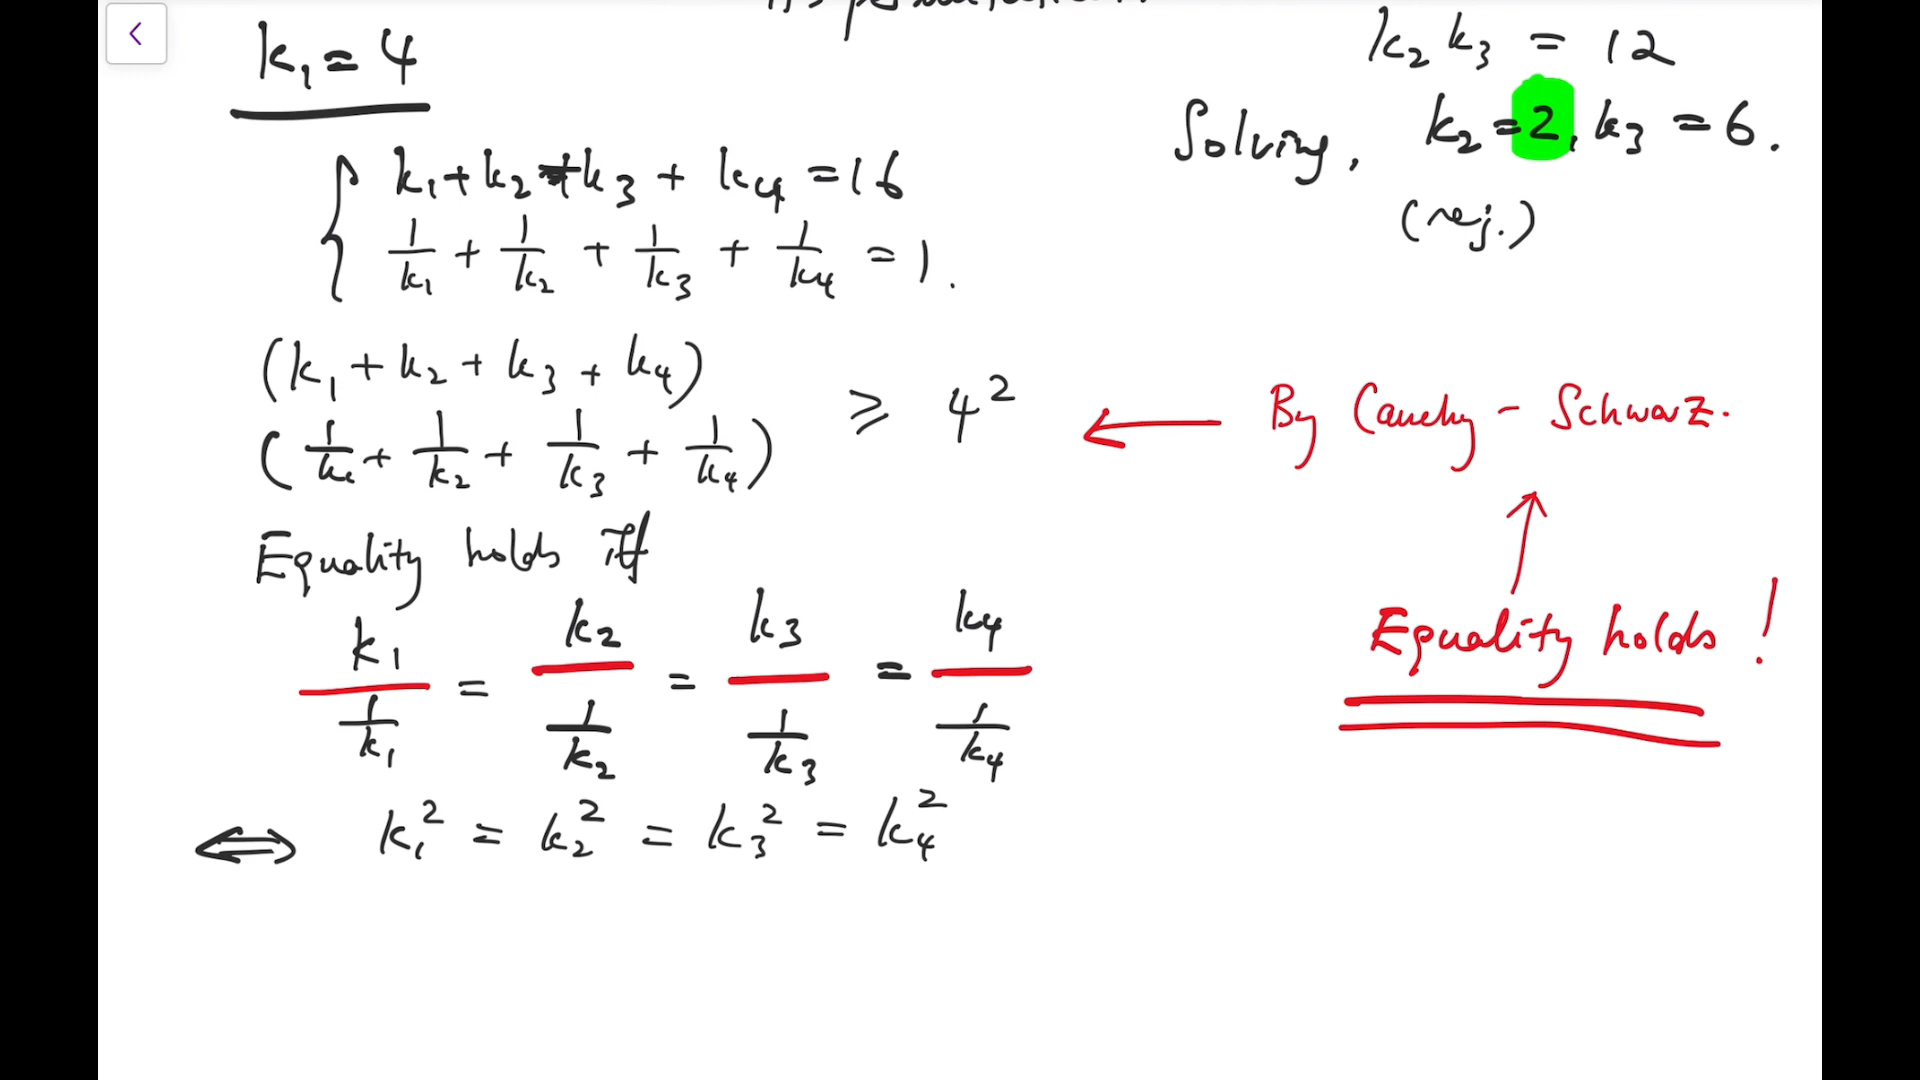 k₁ = 4
k₂ k₃ = 12
Solving, k₂ = 2, k₃ = 6.
(rej.)
k₁ + k₂ + k₃ + k₄ = 16
1/k₁ + 1/k₂ + 1/k₃ + 1/k₄ = 1.
(k₁ + k₂ + k₃ + k₄)
(1/k₁ + 1/k₂ + 1/k₃ + 1/k₄) ⩾ 4² ← By Cauchy - Schwarz.
Equality holds iff
k₁/(1/k₁) = k₂/(1/k₂) = k₃/(1/k₃) = k₄/(1/k₄)
Equality holds!
⟺ k₁² = k₂² = k₃² = k₄²